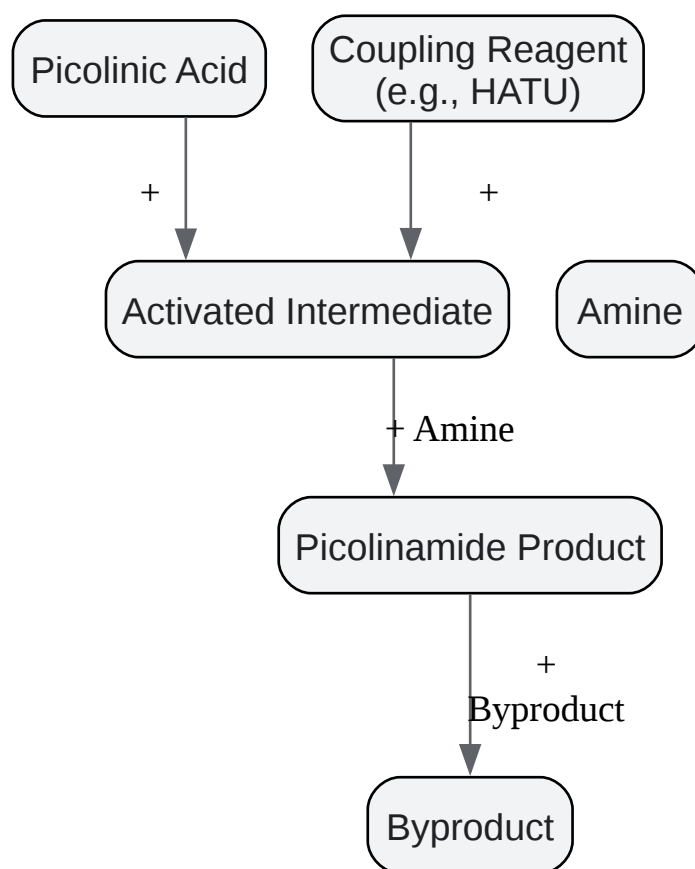 Picolinic Acid
Coupling Reagent
(e.g., HATU)
+
+
Activated Intermediate
Amine
+ Amine
Picolinamide Product
+
Byproduct
Byproduct